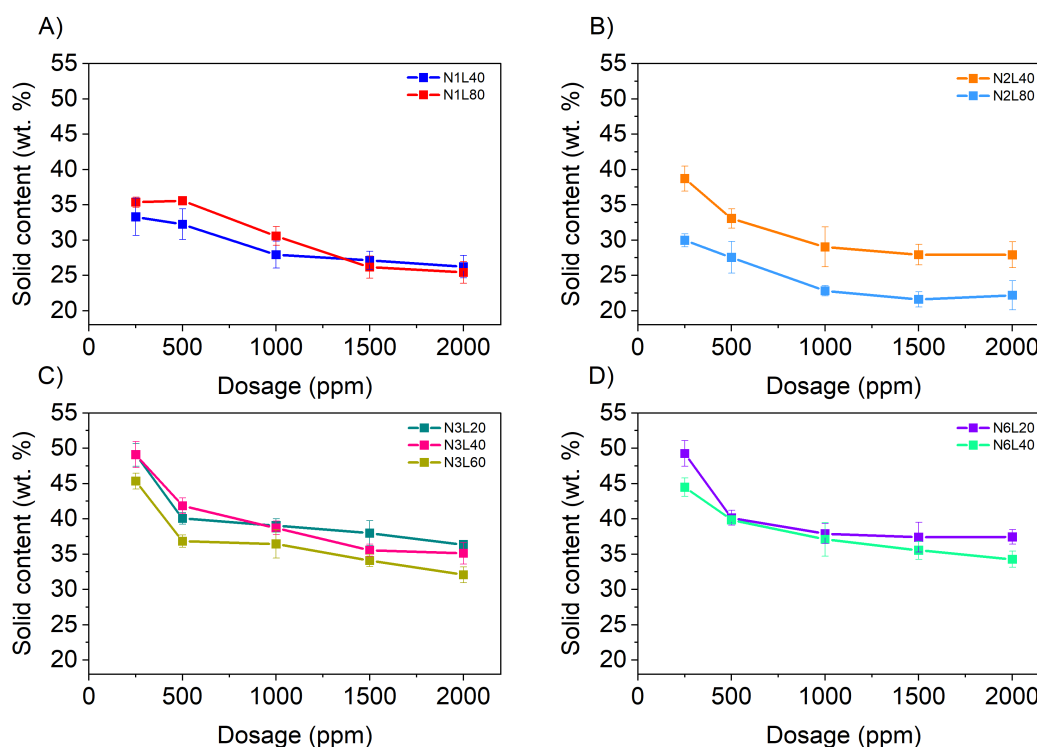 A)
Solid content (wt. %)
55
50
45
40
35
30
25
20
0
500
1000
1500
2000
Dosage (ppm)
N1L40
N1L80
B)
Solid content (wt. %)
55
50
45
40
35
30
25
20
0
500
1000
1500
2000
Dosage (ppm)
N2L40
N2L80
C)
Solid content (wt. %)
55
50
45
40
35
30
25
20
0
500
1000
1500
2000
Dosage (ppm)
N3L20
N3L40
N3L60
D)
Solid content (wt. %)
55
50
45
40
35
30
25
20
0
500
1000
1500
2000
Dosage (ppm)
N6L20
N6L40